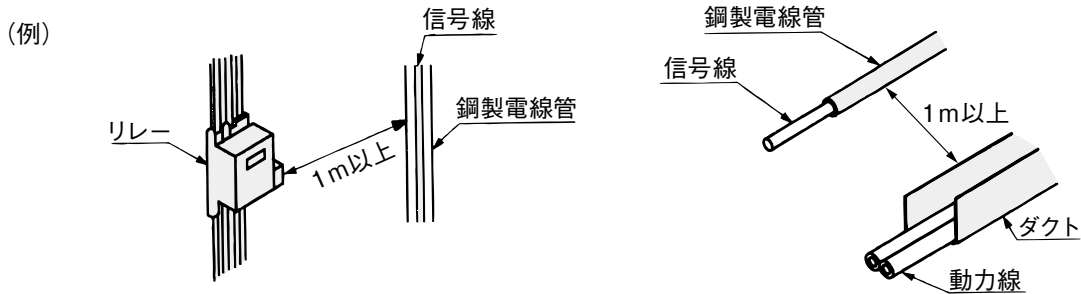 （例）
信号線
リレー
鋼製電線管
1m以上
鋼製電線管
信号線
1m以上
ダクト
動力線